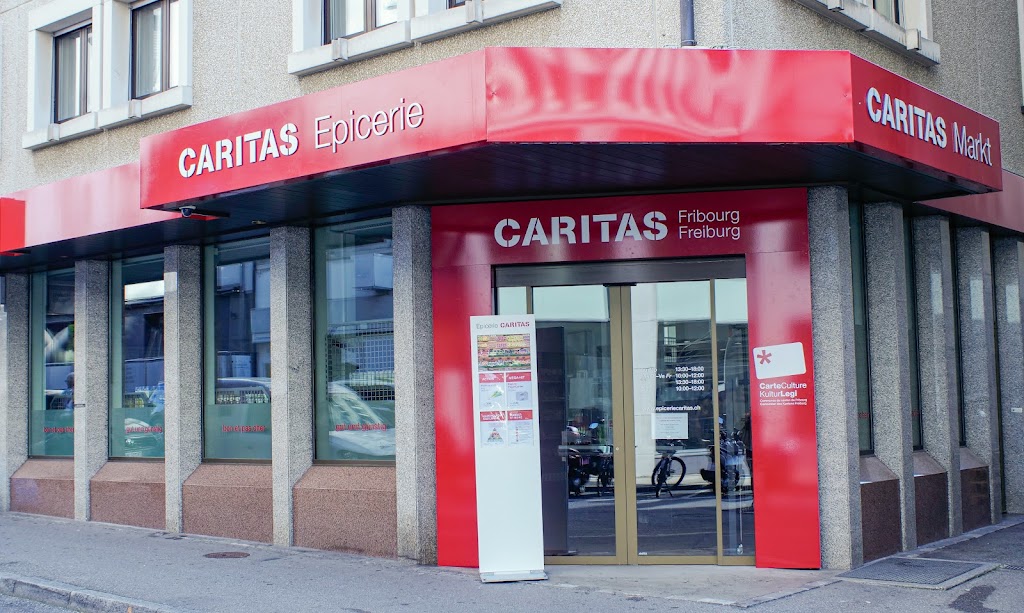 CARITAS Epicerie
CARITAS Markt
CARITAS Fribourg
Freiburg
Epicerie CARITAS
13:30-18:00
10:00-12:00
13:30-18:00
10:00-12:00
epiceriecaritas.ch
CarteCulture
KulturLegi